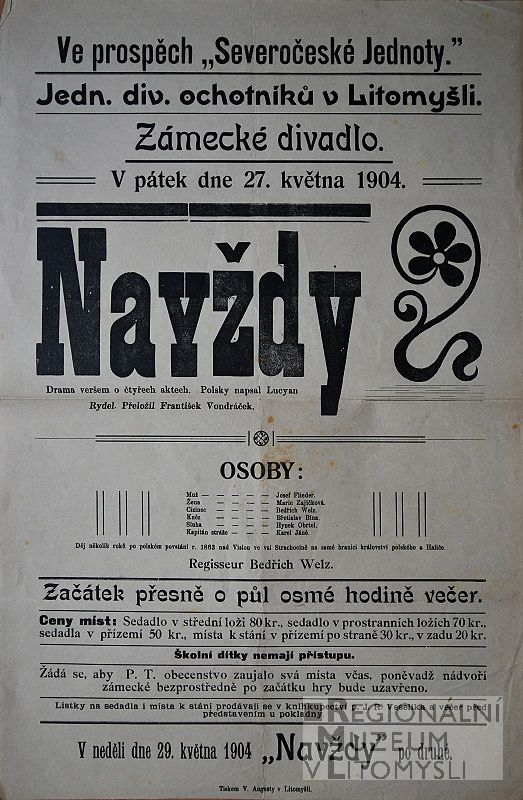 Ve prospěch „Severočeské Jednoty.”
Jedn. div. ochotníků v Litomyšli.
Zámecké divadlo.
V pátek dne 27. května 1904.
Navždy
Drama veršem o čtyřech aktech. Polsky napsal Lucyan
Rydel. Přeložil František Vondráček.
OSOBY:
Muž — — — — — Josef Flieder.
Žena — — — — — Marie Zajíčková.
Cizinec — — — — Bedřich Welz.
Kněz — — — — — Břetislav Bína.
Sluha — — — — Hynek Obrtel.
Kapitán stráže — — — Karel Jáně.
Děj několik roků po polském povstání r. 1863 nad Vislou ve vsi Strachocině na samé hranici království polského a Haliče.
Regisseur Bedřich Welz.
Začátek přesně o půl osmé hodině večer.
Ceny míst: Sedadlo v střední loži 80 kr., sedadlo v prostranních ložích 70 kr.,
sedadla v přízemí 50 kr., místa k stání v přízemí po straně 30 kr., v zadu 20 kr.
Školní dítky nemají přístupu.
Žádá se, aby P. T. obecenstvo zaujalo svá místa včas, poněvadž nádvoří
zámecké bezprostředně po začátku hry bude uzavřeno.
Lístky na sedadla i místa k stání prodávají se v knihkupectví p. J. R. Veselíka a večer před
představením u pokladny
V neděli dne 29. května 1904 „Navždy” po druhé.
REGIONÁLNÍ
MUZEUM
V LITOMYŠLI
Tiskem V. Augusty v Litomyšli.